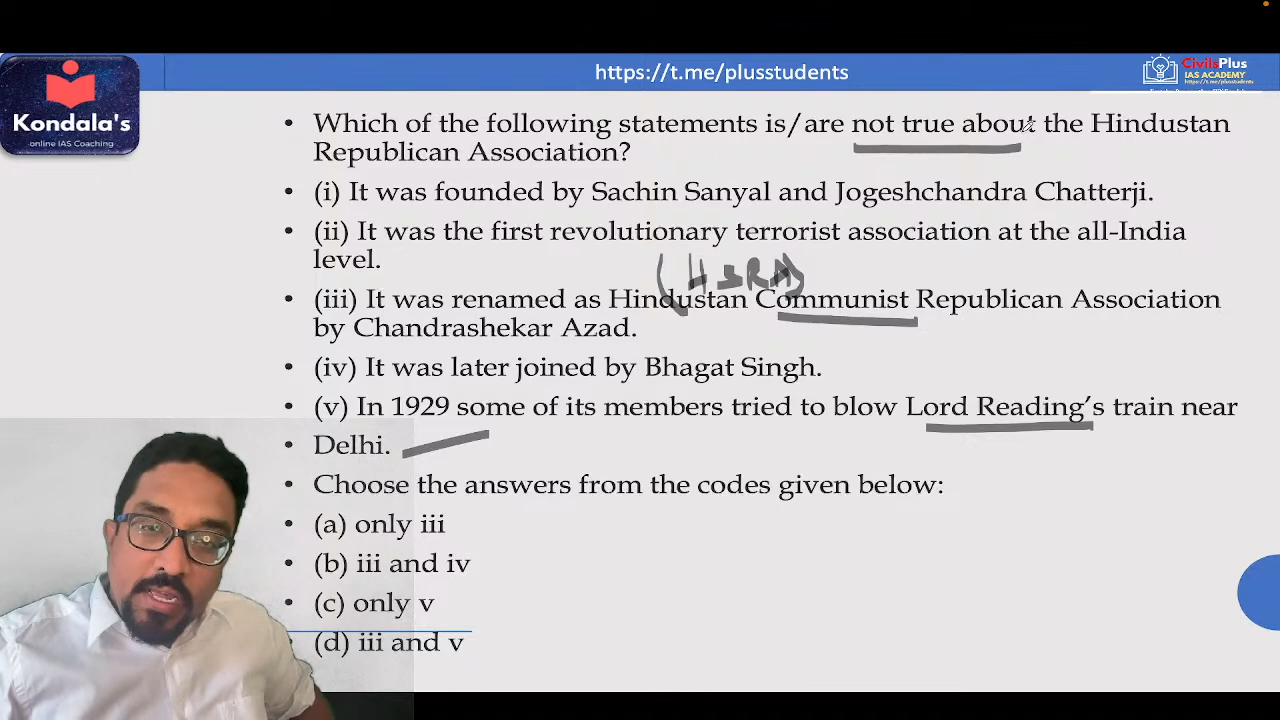 https://t.me/plusstudents
CivilsPlus
IAS ACADEMY
https://t.me/plusstudents
Kondala's
online IAS Coaching
• Which of the following statements is/are not true about the Hindustan
Republican Association?
• (i) It was founded by Sachin Sanyal and Jogeshchandra Chatterji.
• (ii) It was the first revolutionary terrorist association at the all-India
level.
(HSRA)
• (iii) It was renamed as Hindustan Communist Republican Association
by Chandrashekar Azad.
• (iv) It was later joined by Bhagat Singh.
• (v) In 1929 some of its members tried to blow Lord Reading's train near
• Delhi.
• Choose the answers from the codes given below:
• (a) only iii
• (b) iii and iv
• (c) only v
• (d) iii and v